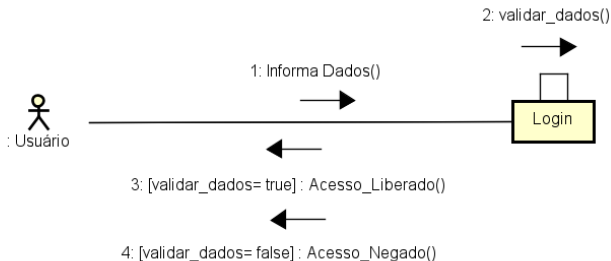 2: validar_dados()
1: Informa Dados()
: Usuário
Login
3: [validar_dados= true] : Acesso_Liberado()
4: [validar_dados= false] : Acesso_Negado()